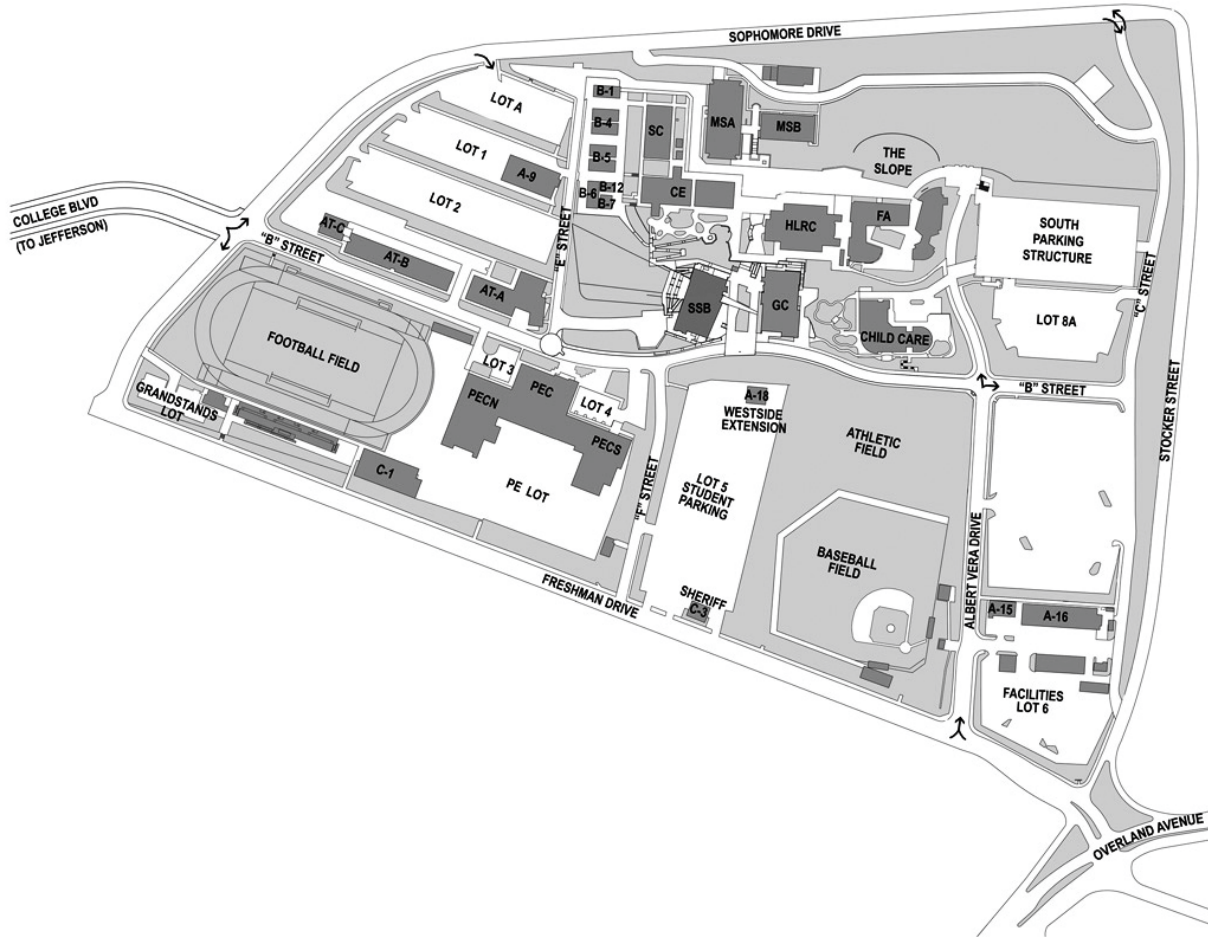 SOPHOMORE DRIVE
LOT A
B-1
MSA
B-4
SC
MSB
LOT 1
B-5
THE
SLOPE
A-9
B-12
B-6
B-7
CE
LOT 2
COLLEGE BLVD
(TO JEFFERSON)
AT-C
"B" STREET
"E" STREET
HLRC
FA
SOUTH
PARKING
STRUCTURE
AT-B
AT-A
SSB
GC
"C" STREET
LOT 8A
CHILD CARE
FOOTBALL FIELD
LOT 3
PEC
"B" STREET
GRANDSTANDS
LOT
PECN
LOT 4
A-18
WESTSIDE
EXTENSION
STOCKER STREET
PECS
ATHLETIC
FIELD
C-1
PE LOT
"F" STREET
LOT 5
STUDENT
PARKING
ALBERT VERA DRIVE
BASEBALL
FIELD
FRESHMAN DRIVE
SHERIFF
C-3
A-15
A-16
FACILITIES
LOT 6
OVERLAND AVENUE